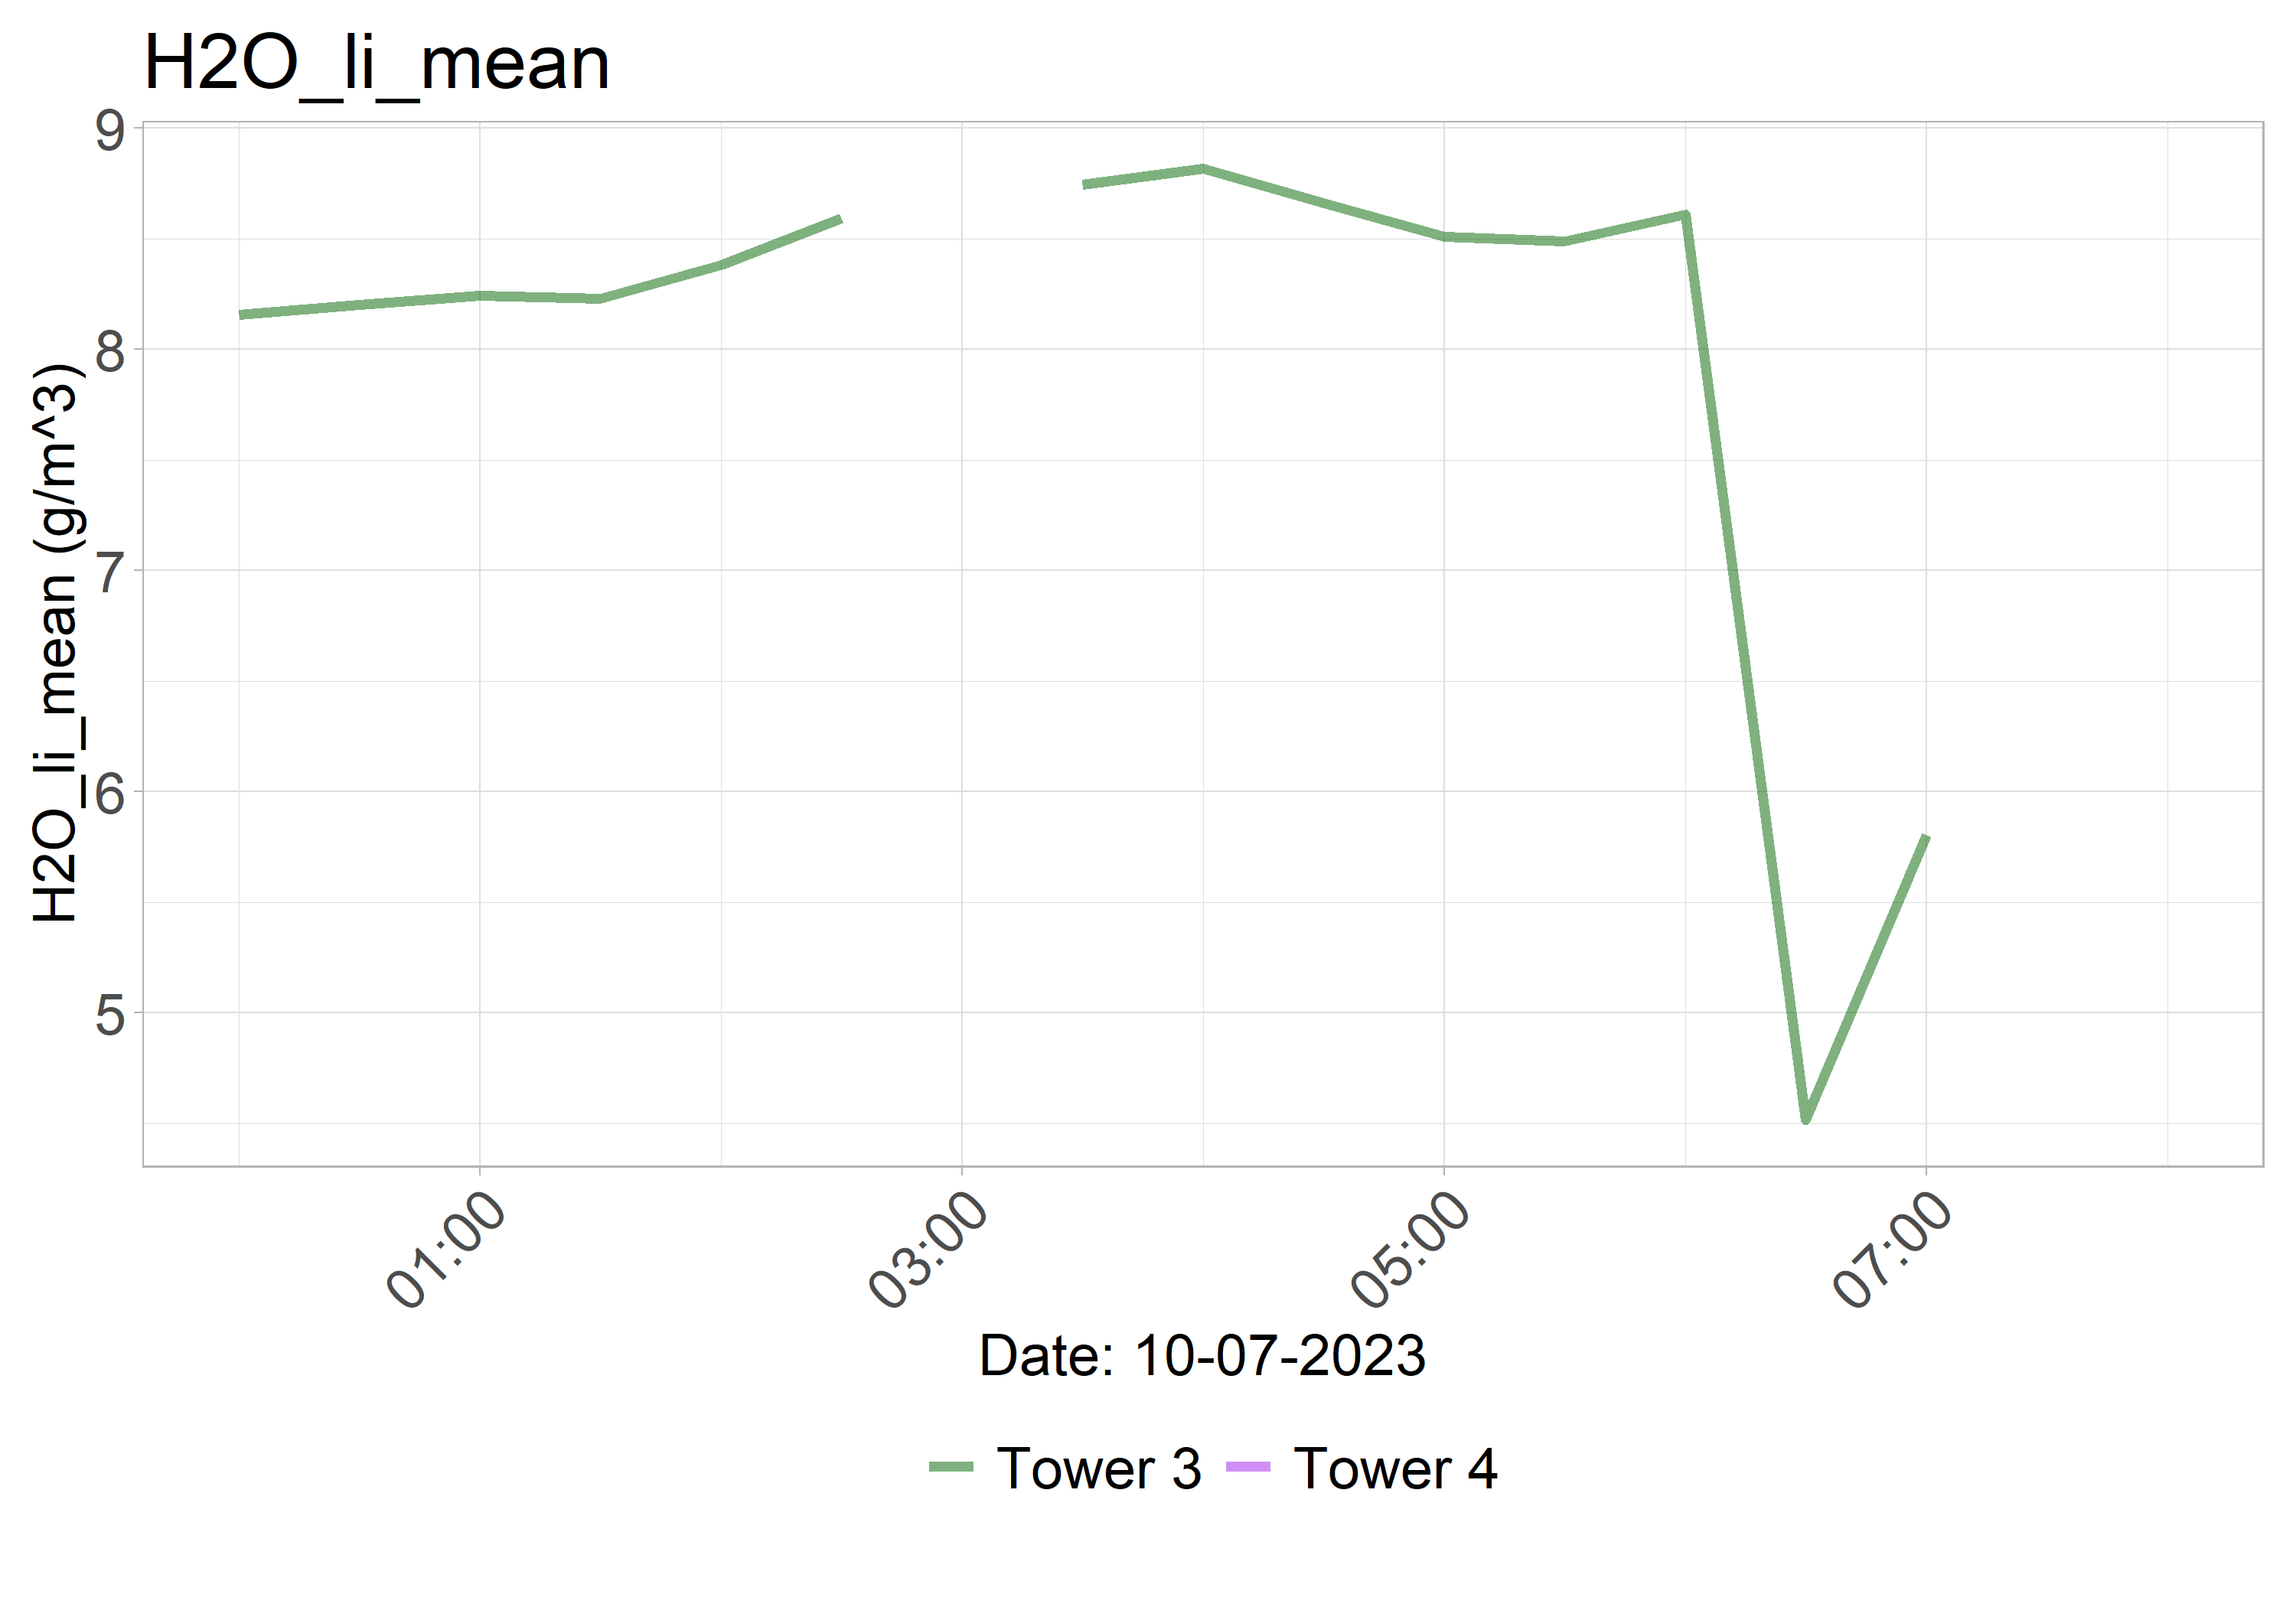 H2O_li_mean
H2O_li_mean (g/m^3)
9
8
7
6
5
01:00 03:00 05:00 07:00
Date: 10-07-2023
Tower 3 Tower 4